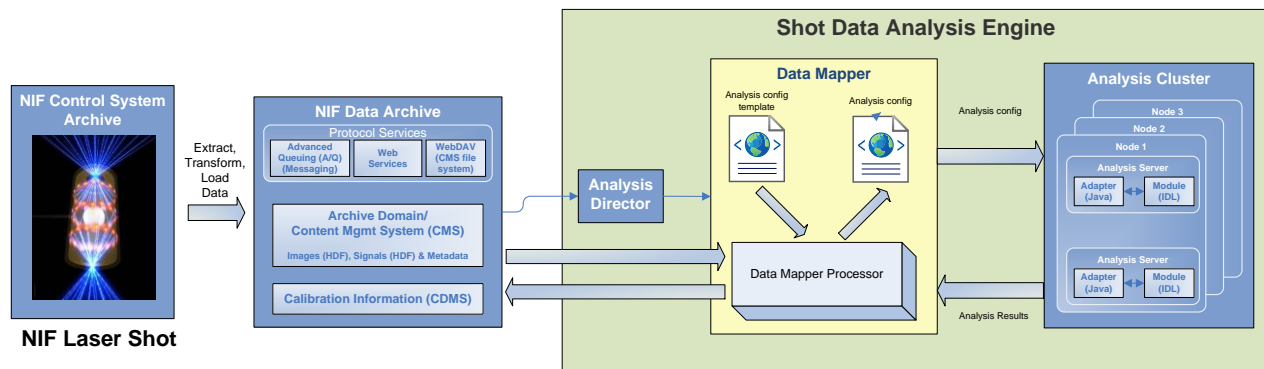 Shot Data Analysis Engine
NIF Control System
Archive
NIF Laser Shot
Extract,
Transform,
Load
Data
NIF Data Archive
Protocol Services
Advanced
Queuing (A/Q)
(Messaging)
Web
Services
WebDAV
(CMS file
system)
Archive Domain/
Content Mgmt System (CMS)
Images (HDF), Signals (HDF) & Metadata
Calibration Information (CDMS)
Analysis
Director
Data Mapper
Analysis config
template
Analysis config
Data Mapper Processor
Analysis config
Analysis Results
Analysis Cluster
Node 3
Node 2
Node 1
Analysis Server
Adapter
(Java)
Module
(IDL)
Analysis Server
Adapter
(Java)
Module
(IDL)